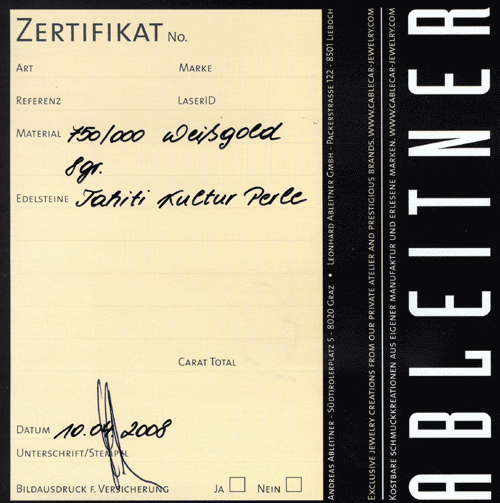 ZERTIFIKAT No.
ART MARKE
REFERENZ LASERID
MATERIAL 750/000 Weißgold
8gr.
EDELSTEINE Tahiti Kultur Perle
CARAT TOTAL
DATUM 10.04.2008
UNTERSCHRIFT/STEMPEL
BILDAUSDRUCK F. VERSICHERUNG JA NEIN
ANDREAS ABLEITNER - SÜDTIROLERPLATZ 5 - 8020 GRAZ • LEONHARD ABLEITNER GMBH - PACKERSTRASSE 122 - 8501 LIEBOCH
EXCLUSIVE JEWELRY CREATIONS FROM OUR PRIVATE ATELIER AND PRESTIGIOUS BRANDS. WWW.CABLECAR-JEWELRY.COM
KOSTBARE SCHMUCKKREATIONEN AUS EIGENER MANUFAKTUR UND ERLESENE MARKEN. WWW.CABLECAR-JEWELRY.COM
ABLEITNER